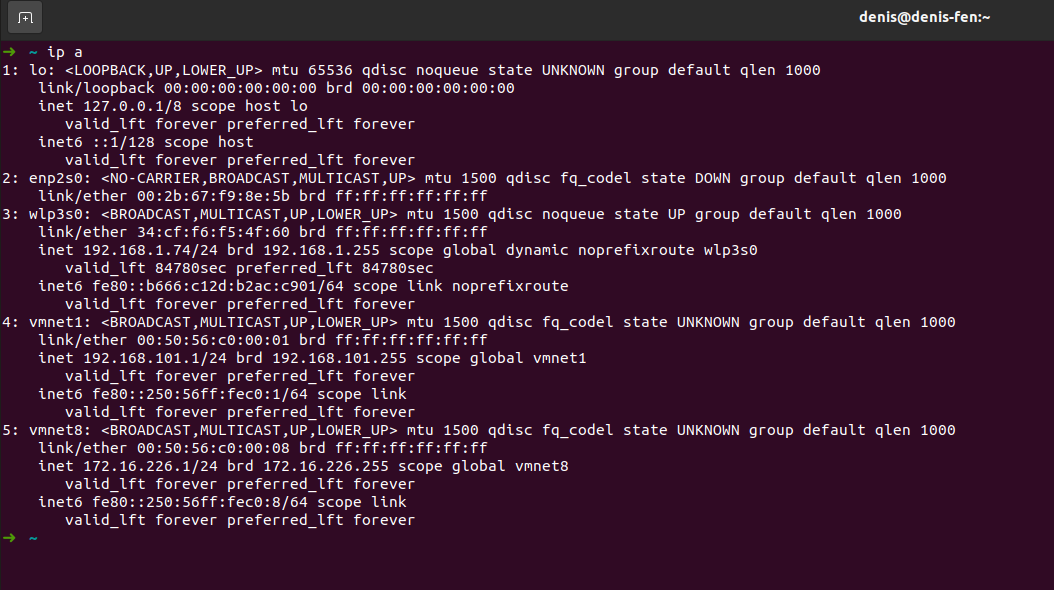 denis@denis-fen:~
➜ ~ ip a
1: lo: <LOOPBACK,UP,LOWER_UP> mtu 65536 qdisc noqueue state UNKNOWN group default qlen 1000
    link/loopback 00:00:00:00:00:00 brd 00:00:00:00:00:00
    inet 127.0.0.1/8 scope host lo
       valid_lft forever preferred_lft forever
    inet6 ::1/128 scope host
       valid_lft forever preferred_lft forever
2: enp2s0: <NO-CARRIER,BROADCAST,MULTICAST,UP> mtu 1500 qdisc fq_codel state DOWN group default qlen 1000
    link/ether 00:2b:67:f9:8e:5b brd ff:ff:ff:ff:ff:ff
3: wlp3s0: <BROADCAST,MULTICAST,UP,LOWER_UP> mtu 1500 qdisc noqueue state UP group default qlen 1000
    link/ether 34:cf:f6:f5:4f:60 brd ff:ff:ff:ff:ff:ff
    inet 192.168.1.74/24 brd 192.168.1.255 scope global dynamic noprefixroute wlp3s0
       valid_lft 84780sec preferred_lft 84780sec
    inet6 fe80::b666:c12d:b2ac:c901/64 scope link noprefixroute
       valid_lft forever preferred_lft forever
4: vmnet1: <BROADCAST,MULTICAST,UP,LOWER_UP> mtu 1500 qdisc fq_codel state UNKNOWN group default qlen 1000
    link/ether 00:50:56:c0:00:01 brd ff:ff:ff:ff:ff:ff
    inet 192.168.101.1/24 brd 192.168.101.255 scope global vmnet1
       valid_lft forever preferred_lft forever
    inet6 fe80::250:56ff:fec0:1/64 scope link
       valid_lft forever preferred_lft forever
5: vmnet8: <BROADCAST,MULTICAST,UP,LOWER_UP> mtu 1500 qdisc fq_codel state UNKNOWN group default qlen 1000
    link/ether 00:50:56:c0:00:08 brd ff:ff:ff:ff:ff:ff
    inet 172.16.226.1/24 brd 172.16.226.255 scope global vmnet8
       valid_lft forever preferred_lft forever
    inet6 fe80::250:56ff:fec0:8/64 scope link
       valid_lft forever preferred_lft forever
➜ ~